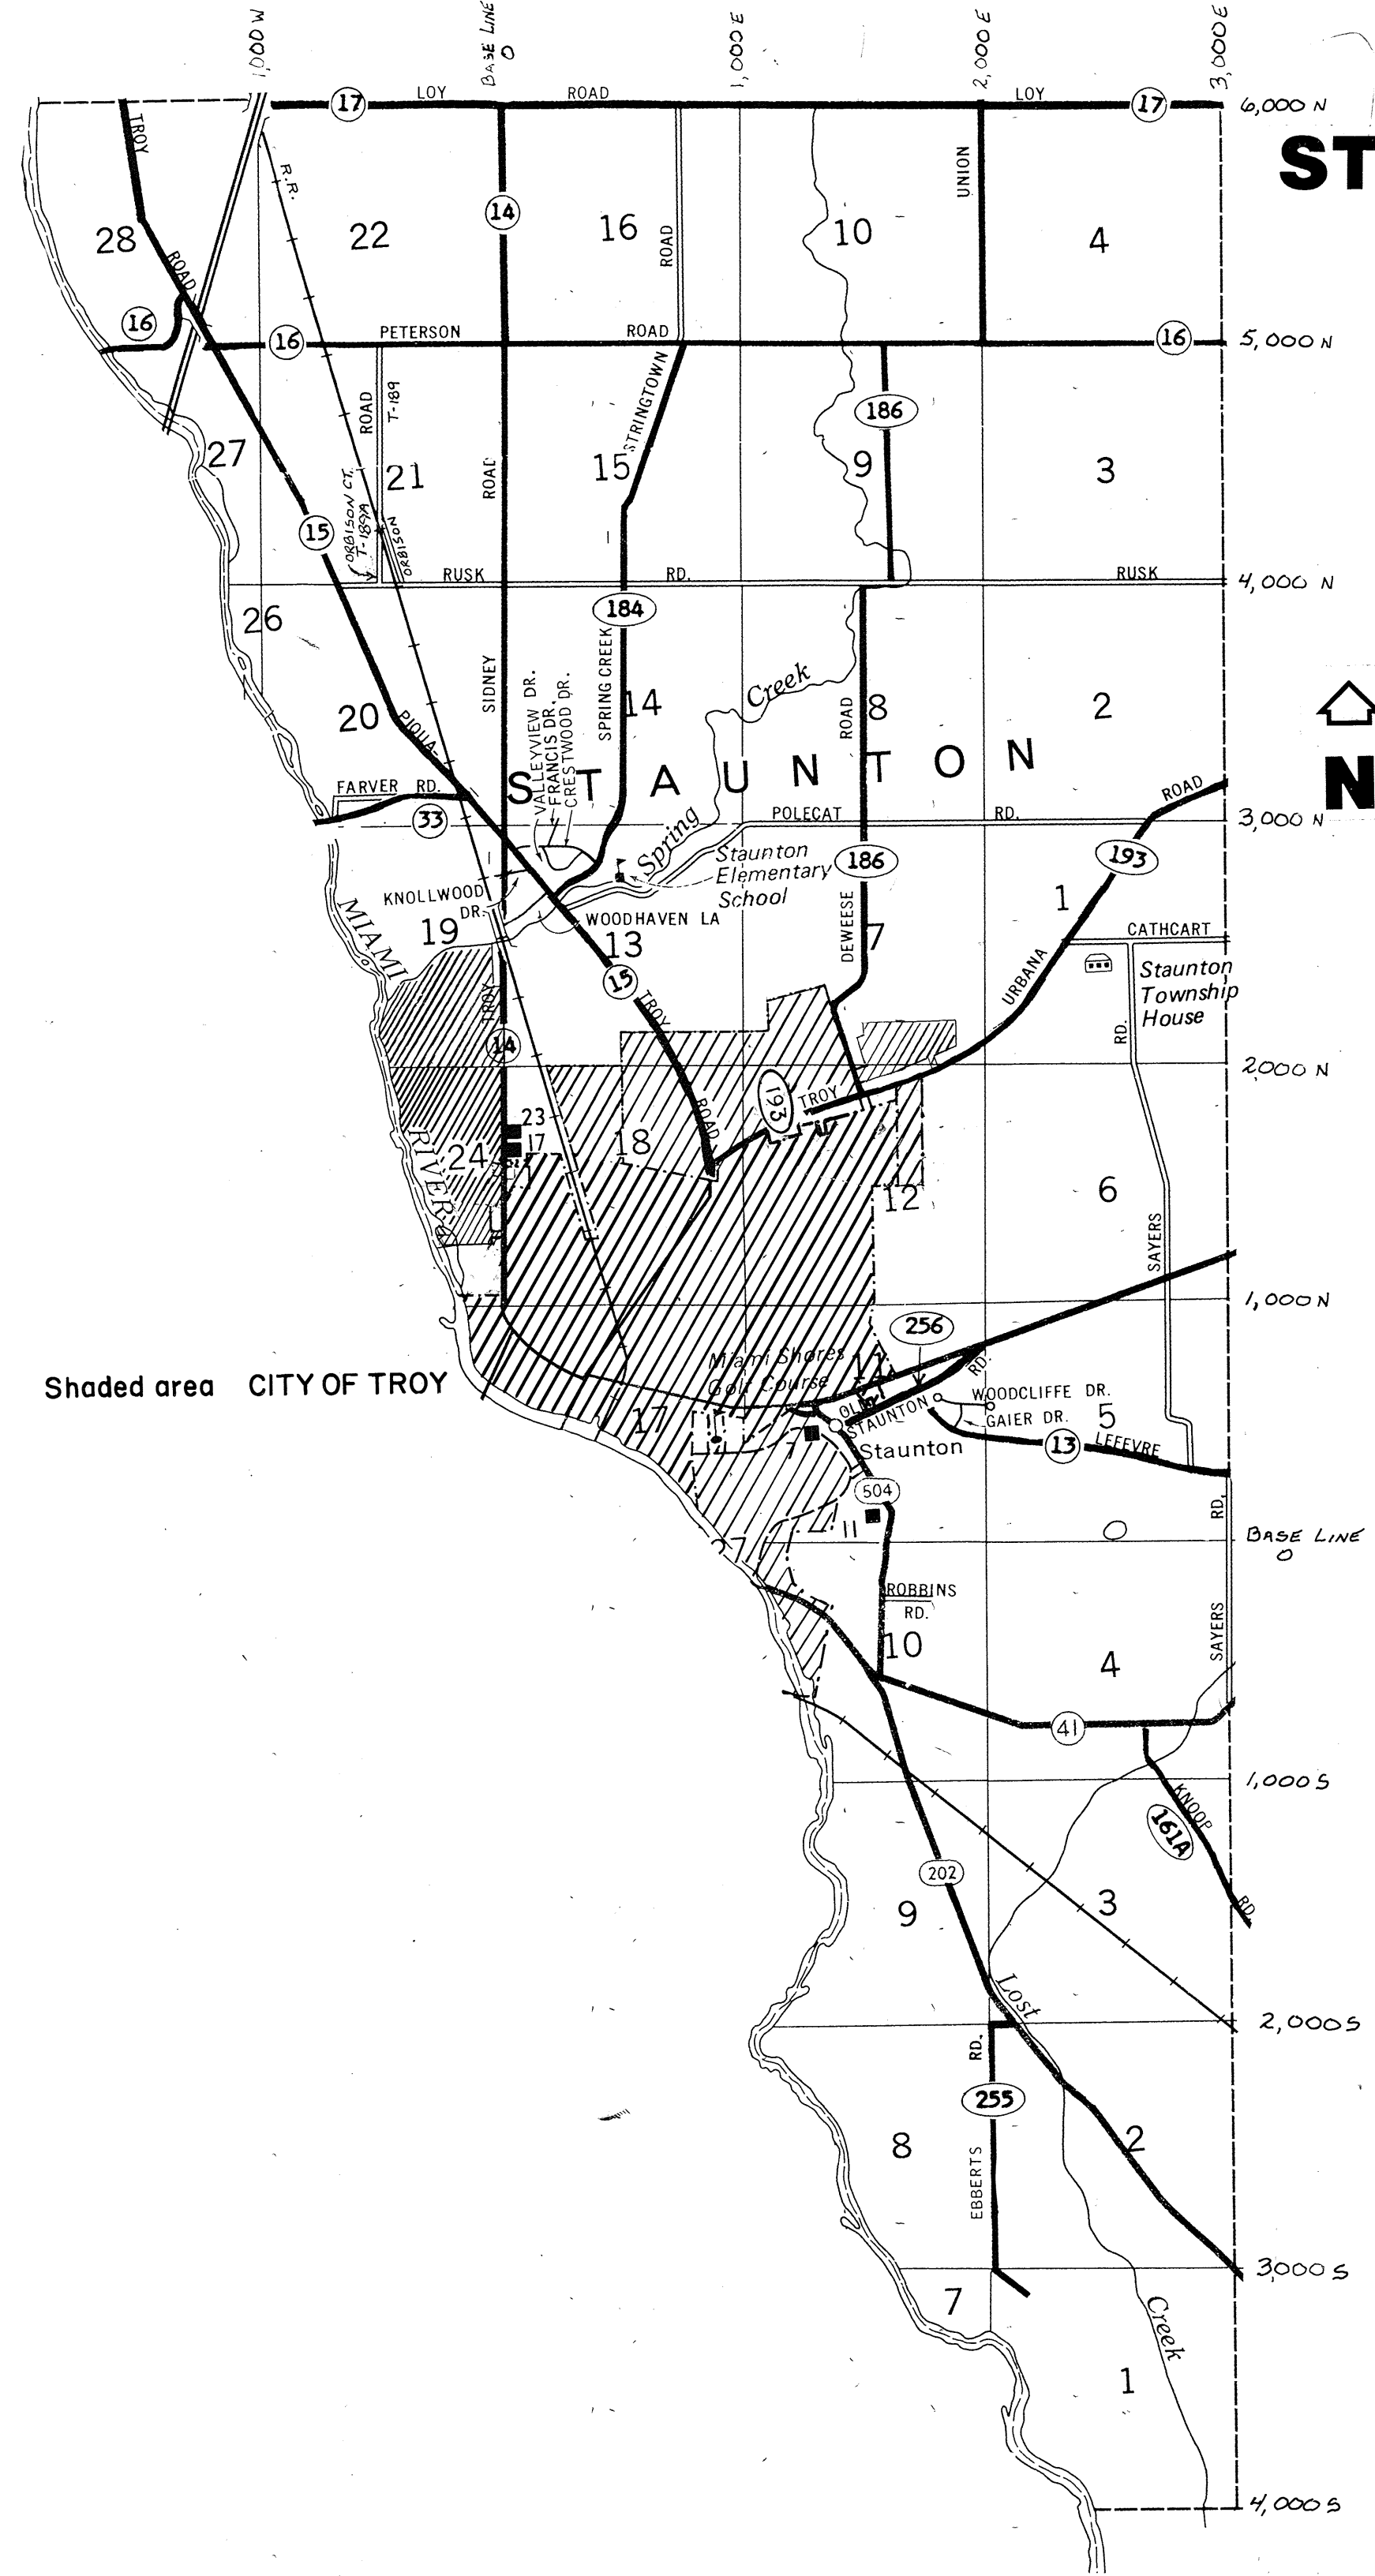 1,000 W
BASE LINE
0
1,000 E
2,000 E
3,000 E
17
LOY
ROAD
LOY
17
6,000 N
ST
TROY
R.R.
UNION
14
28
22
16
10
4
ROAD
ROAD
16
16
PETERSON
ROAD
16
5,000 N
STRINGTOWN
ROAD
T-189
186
27
21
ROAD
15
9
3
ORBISON CT.
T-189A
15
ORBISON
RUSK
RD.
RUSK
4,000 N
184
26
SIDNEY
VALLEYVIEW DR.
FRANCIS DR.
CRESTWOOD DR.
SPRING CREEK
Creek
14
ROAD
8
2
20
PIQUA-
STAUNTON
N
FARVER RD.
33
ROAD
POLECAT
RD.
3,000 N
Spring
Staunton
Elementary
School
186
193
KNOLLWOOD
DR.
WOODHAVEN LA
1
MIAMI
19
13
DEWEESE
7
CATHCART
URBANA
15
Staunton
Township
House
TROY
TROY
RD.
14
2,000 N
193
TROY
ROAD
23
17
18
RIVER
24
12
6
SAYERS
1,000 N
256
Miami Shores
Golf Course
11
RD.
Shaded area CITY OF TROY
OLD
STAUNTON
WOODCLIFFE DR.
GAIER DR.
5
17
7
Staunton
13
LEFEVRE
504
RD.
11
BASE LINE
0
ROBBINS
RD.
SAYERS
10
4
41
1,000 S
KNOOP
161A
202
9
3
RD.
Lost
2,000 S
RD.
255
8
2
EBBERTS
3,000 S
7
Creek
1
4,000 S